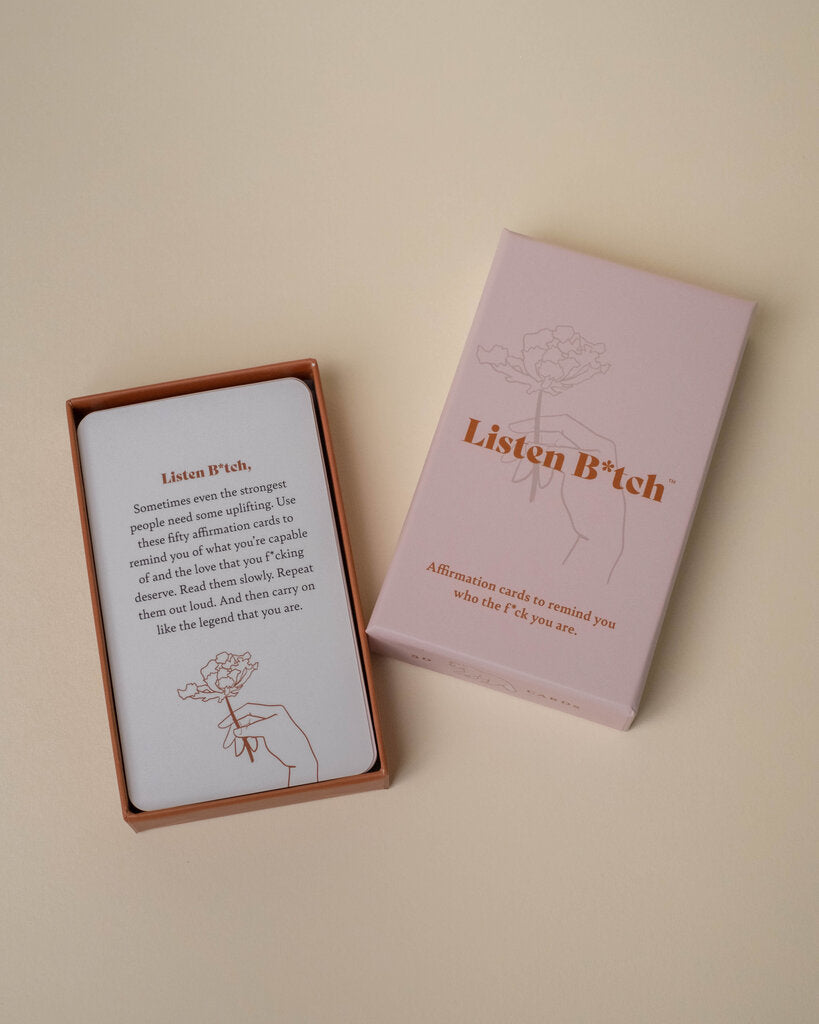 Listen B*tch,
Sometimes even the strongest
people need some uplifting. Use
these fifty affirmation cards to
remind you of what you're capable
of and the love that you f*cking
deserve. Read them slowly. Repeat
them out loud. And then carry on
like the legend that you are.
Listen B*tch™
Affirmation cards to remind you
who the f*ck you are.
50 CARDS